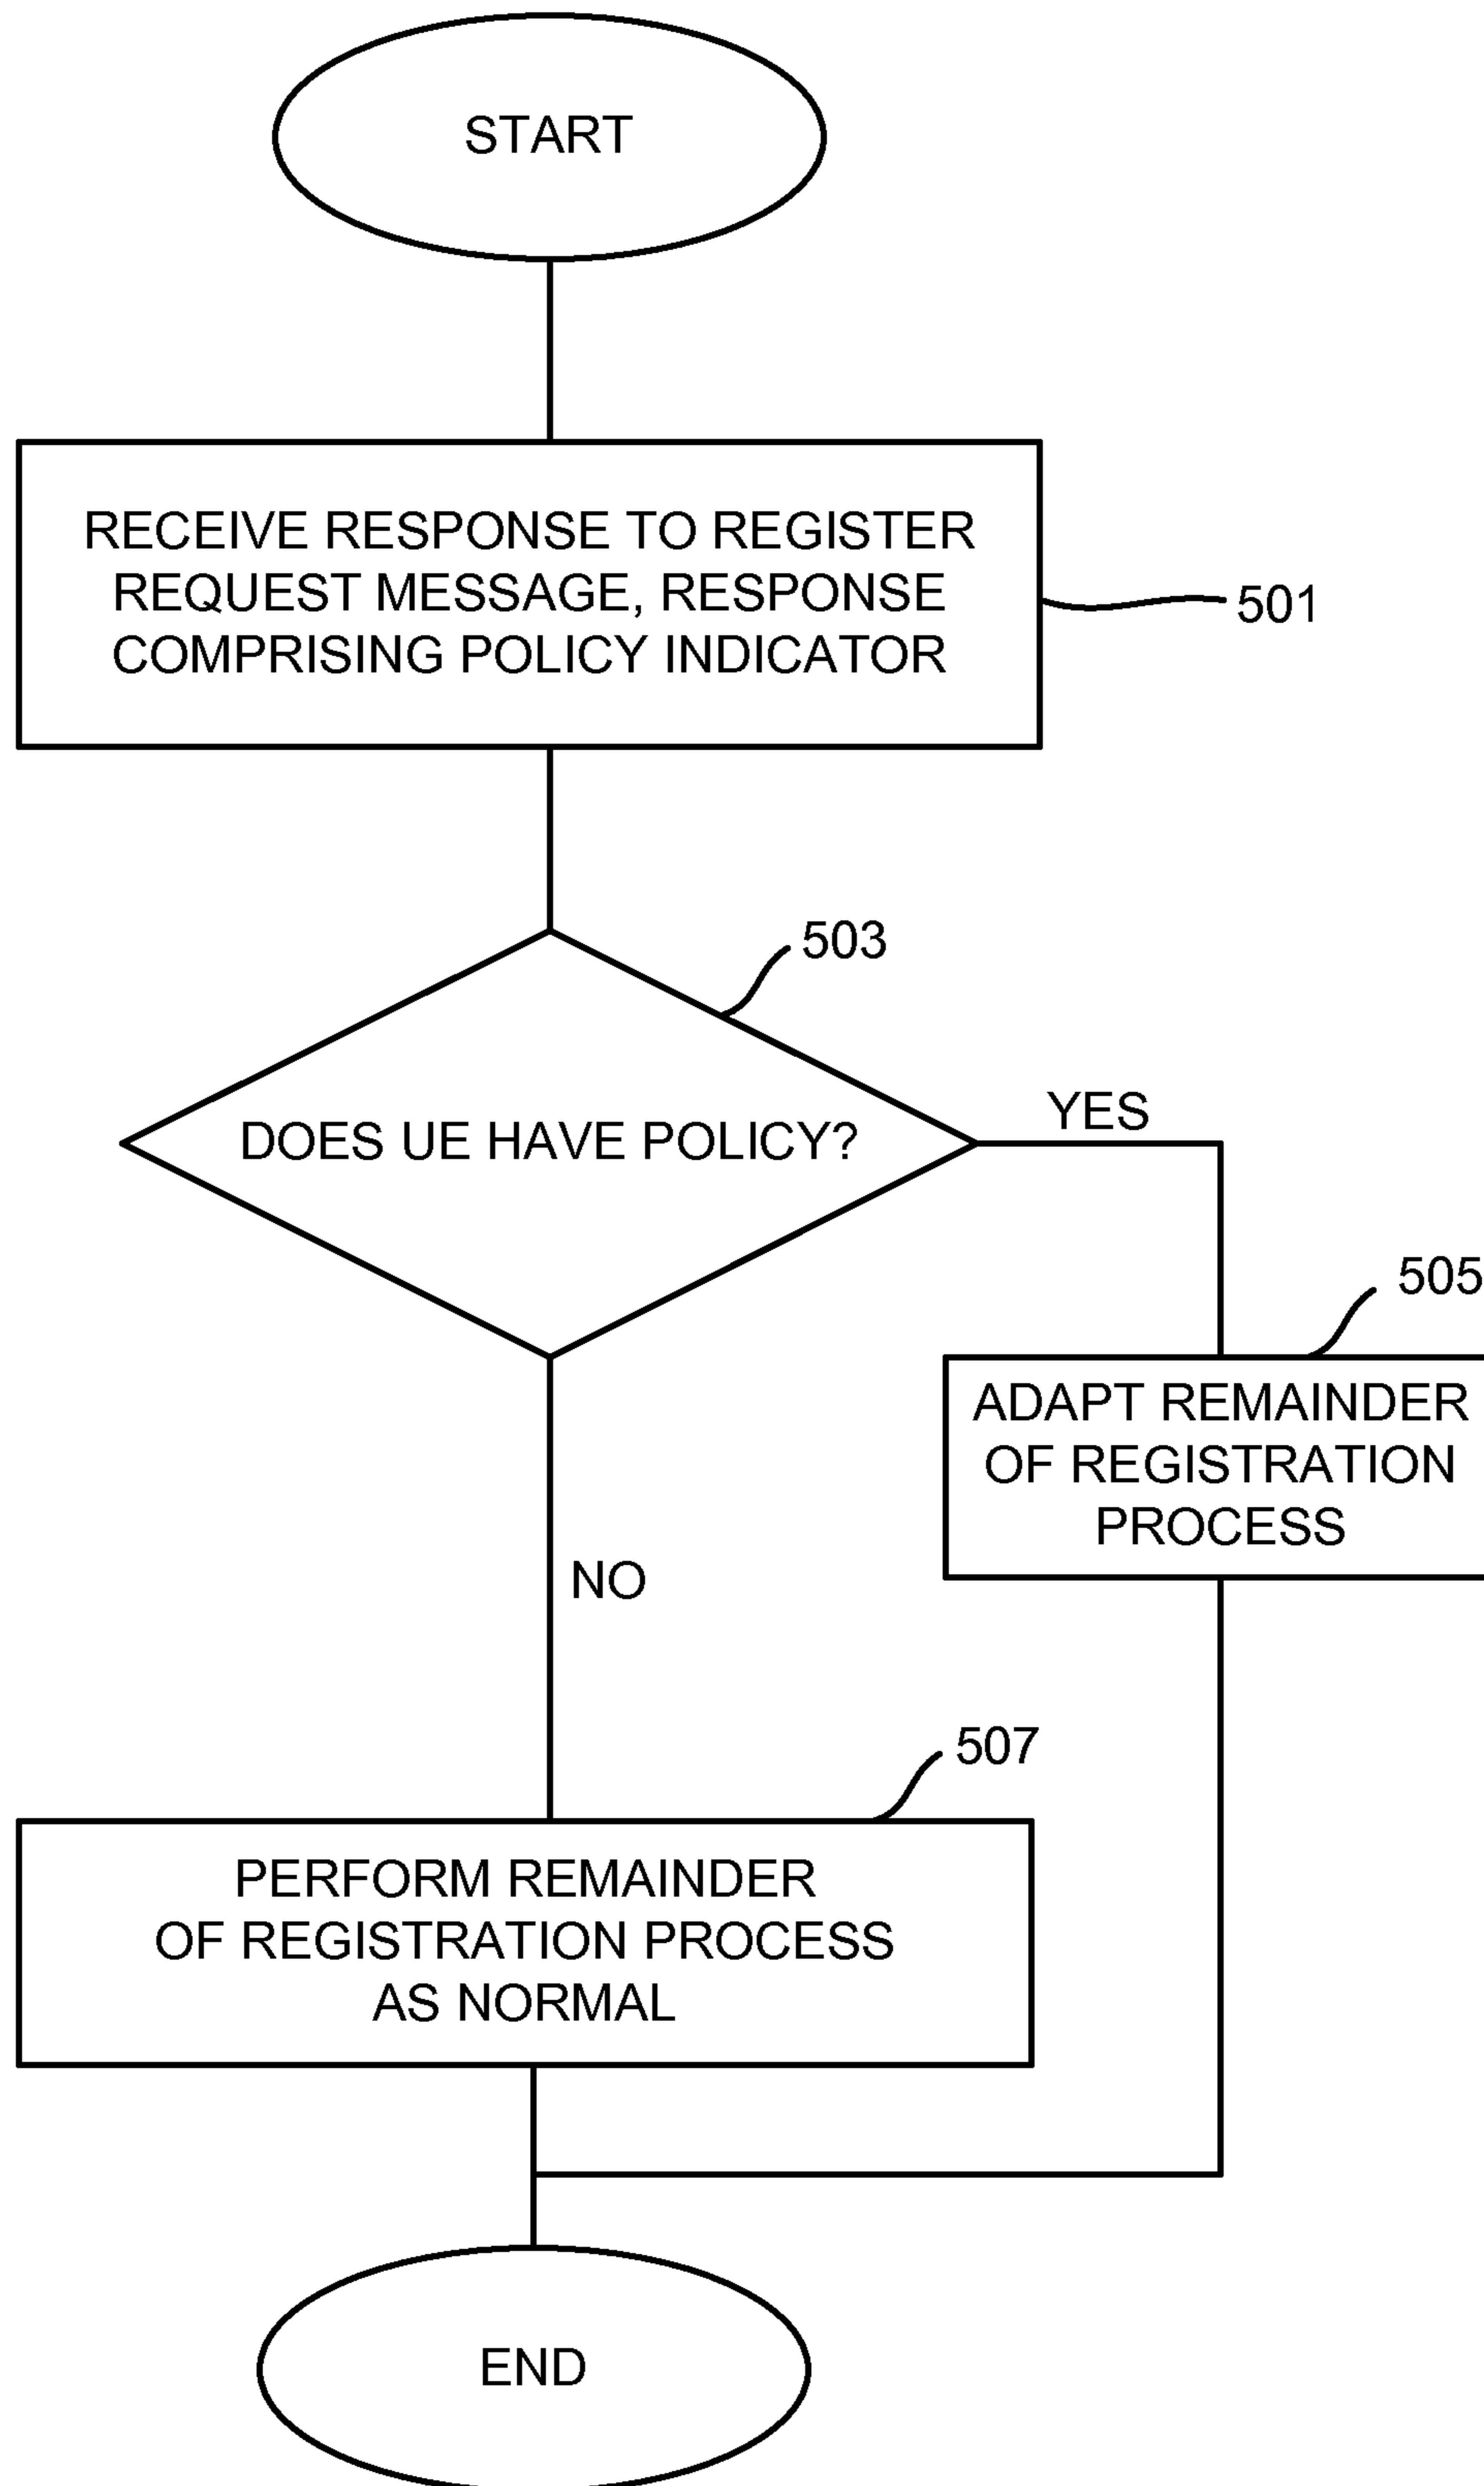 START
RECEIVE RESPONSE TO REGISTER
REQUEST MESSAGE, RESPONSE
COMPRISING POLICY INDICATOR
501
503
DOES UE HAVE POLICY?
YES
505
ADAPT REMAINDER
OF REGISTRATION
PROCESS
NO
507
PERFORM REMAINDER
OF REGISTRATION PROCESS
AS NORMAL
END